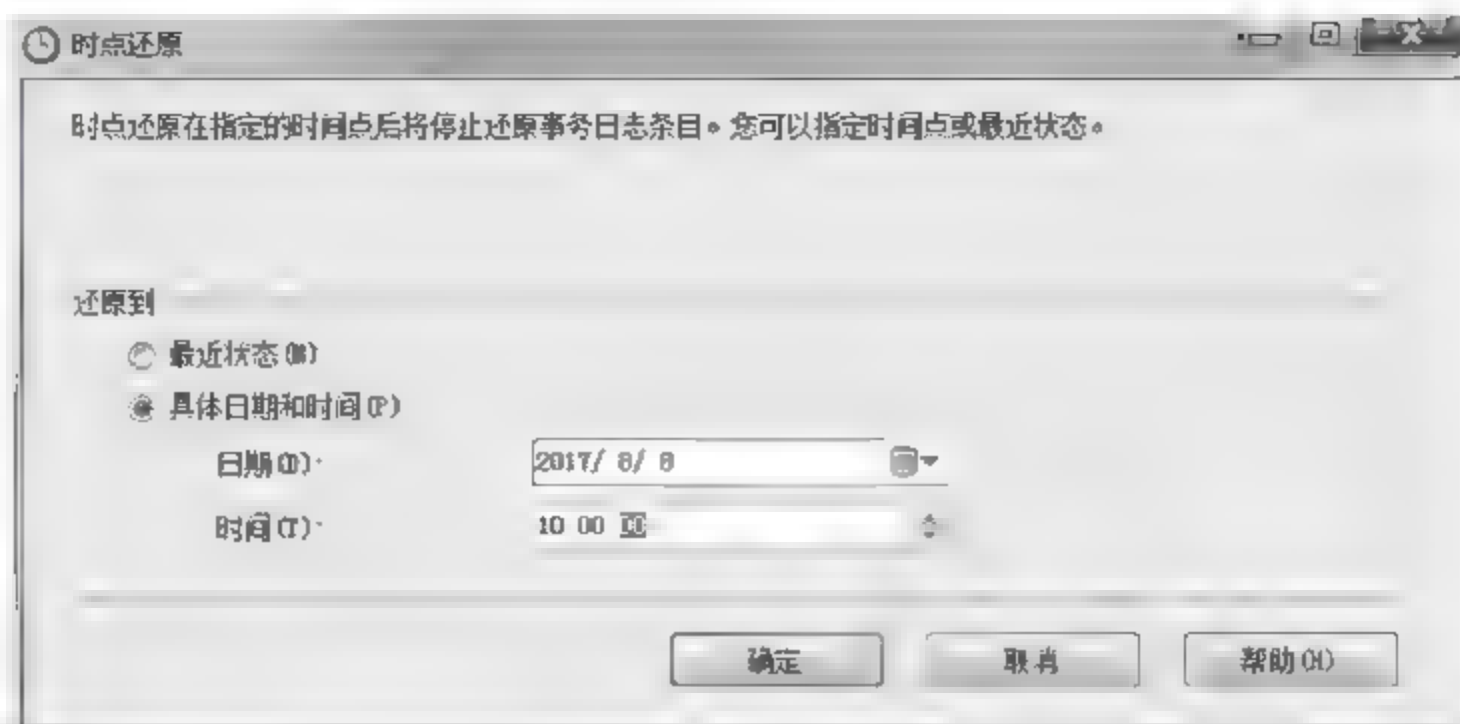 时点还原
时点还原在指定的时间点后将停止还原事务日志条目。您可以指定时间点或最近状态。
还原到
最近状态(M)
具体日期和时间(P)
日期(D):
2017/ 8/ 8
时间(T):
10 00 00
确定
取消
帮助(H)